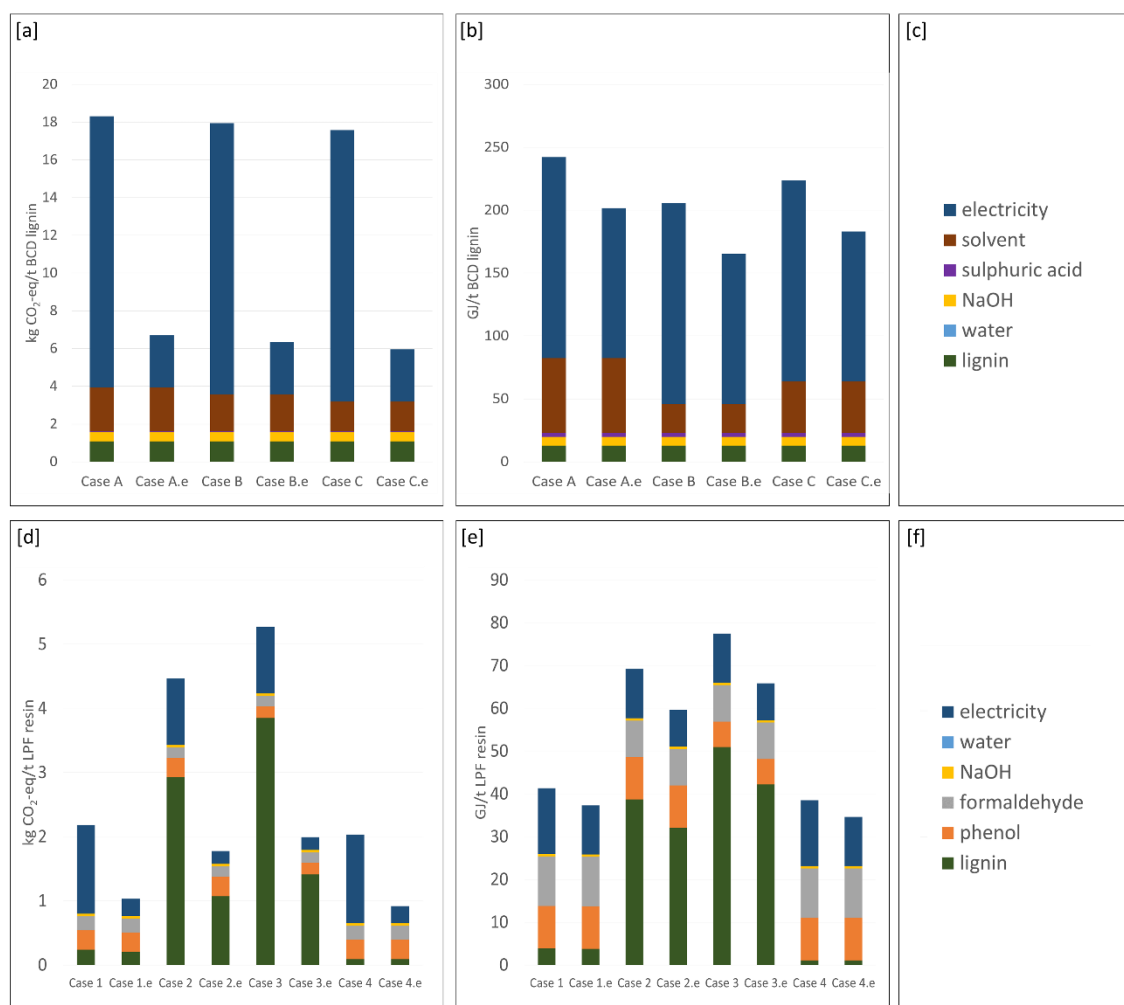 [a]
kg CO₂-eq/t BCD lignin
20
18
16
14
12
10
8
6
4
2
0
Case A Case A.e Case B Case B.e Case C Case C.e
[b]
GJ/t BCD lignin
300
250
200
150
100
50
0
Case A Case A.e Case B Case B.e Case C Case C.e
[c]
electricity
solvent
sulphuric acid
NaOH
water
lignin
[d]
kg CO₂-eq/t LPF resin
6
5
4
3
2
1
0
Case 1 Case 1.e Case 2 Case 2.e Case 3 Case 3.e Case 4 Case 4.e
[e]
GJ/t LPF resin
90
80
70
60
50
40
30
20
10
0
Case 1 Case 1.e Case 2 Case 2.e Case 3 Case 3.e Case 4 Case 4.e
[f]
electricity
water
NaOH
formaldehyde
phenol
lignin